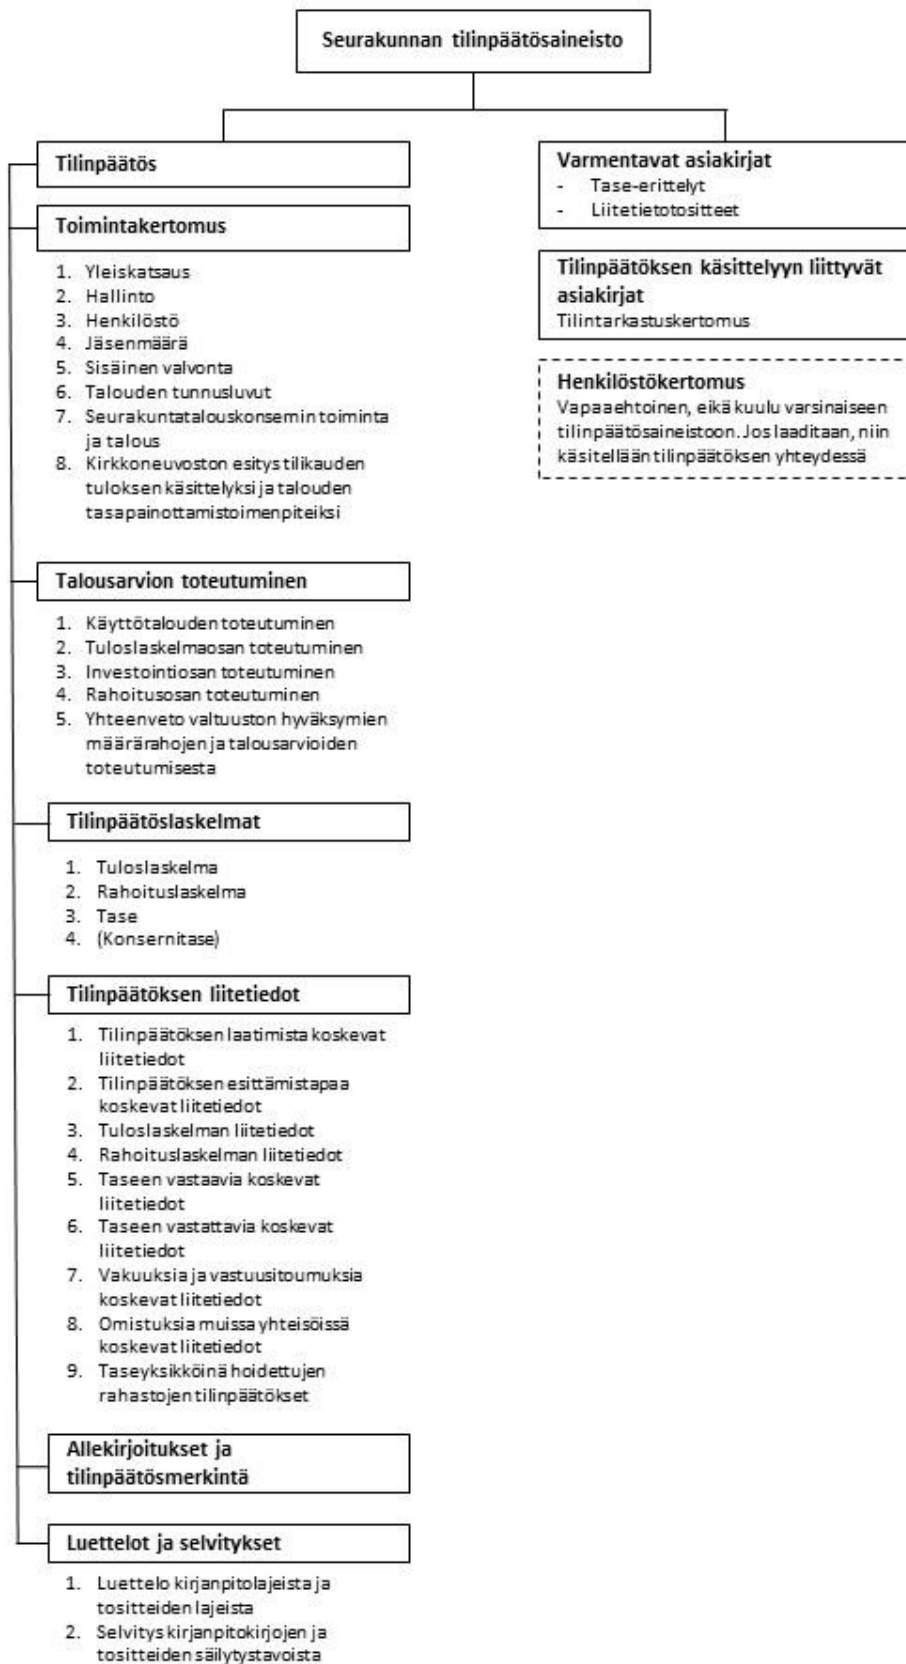 Seurakunnan tilinpäätösaineisto
Tilinpäätös
Toimintakertomus
1. Yleiskatsaus
2. Hallinto
3. Henkilöstö
4. Jäsenmäärä
5. Sisäinen valvonta
6. Talouden tunnusluvut
7. Seurakuntatalouskonsernin toiminta
ja talous
8. Kirkkoneuvoston esitys tilikauden
tuloksen käsittelyksi ja talouden
tasapainottamistoimenpiteiksi
Talousarvion toteutuminen
1. Käyttötalouden toteutuminen
2. Tuloslaskelmaosan toteutuminen
3. Investointiosan toteutuminen
4. Rahoitusosan toteutuminen
5. Yhteenveto valtuuston hyväksymien
määrärahojen ja talousarvioiden
toteutumisesta
Tilinpäätöslaskelmat
1. Tuloslaskelma
2. Rahoituslaskelma
3. Tase
4. (Konsernitase)
Tilinpäätöksen liitetiedot
1. Tilinpäätöksen laatimista koskevat
liitetiedot
2. Tilinpäätöksen esittämistapaa
koskevat liitetiedot
3. Tuloslaskelman liitetiedot
4. Rahoituslaskelman liitetiedot
5. Taseen vastaavia koskevat
liitetiedot
6. Taseen vastattavia koskevat
liitetiedot
7. Vakuuksia ja vastuusitoumuksia
koskevat liitetiedot
8. Omistuksia muissa yhteisöissä
koskevat liitetiedot
9. Taseyksikköinä hoidettujen
rahastojen tilinpäätökset
Allekirjoitukset ja
tilinpäätösmerkintä
Luettelot ja selvitykset
1. Luettelo kirjanpitolajeista ja
tositteiden lajeista
2. Selvitys kirjanpitokirjojen ja
tositteiden säilytystavoista
Varmentavat asiakirjat
- Tase-erittelyt
- Liitetietotositteet
Tilinpäätöksen käsittelyyn liittyvät
asiakirjat
Tilintarkastuskertomus
Henkilöstökertomus
Vapaaehtoinen, eikä kuulu varsinaiseen
tilinpäätösaineistoon. Jos laaditaan, niin
käsitellään tilinpäätöksen yhteydessä